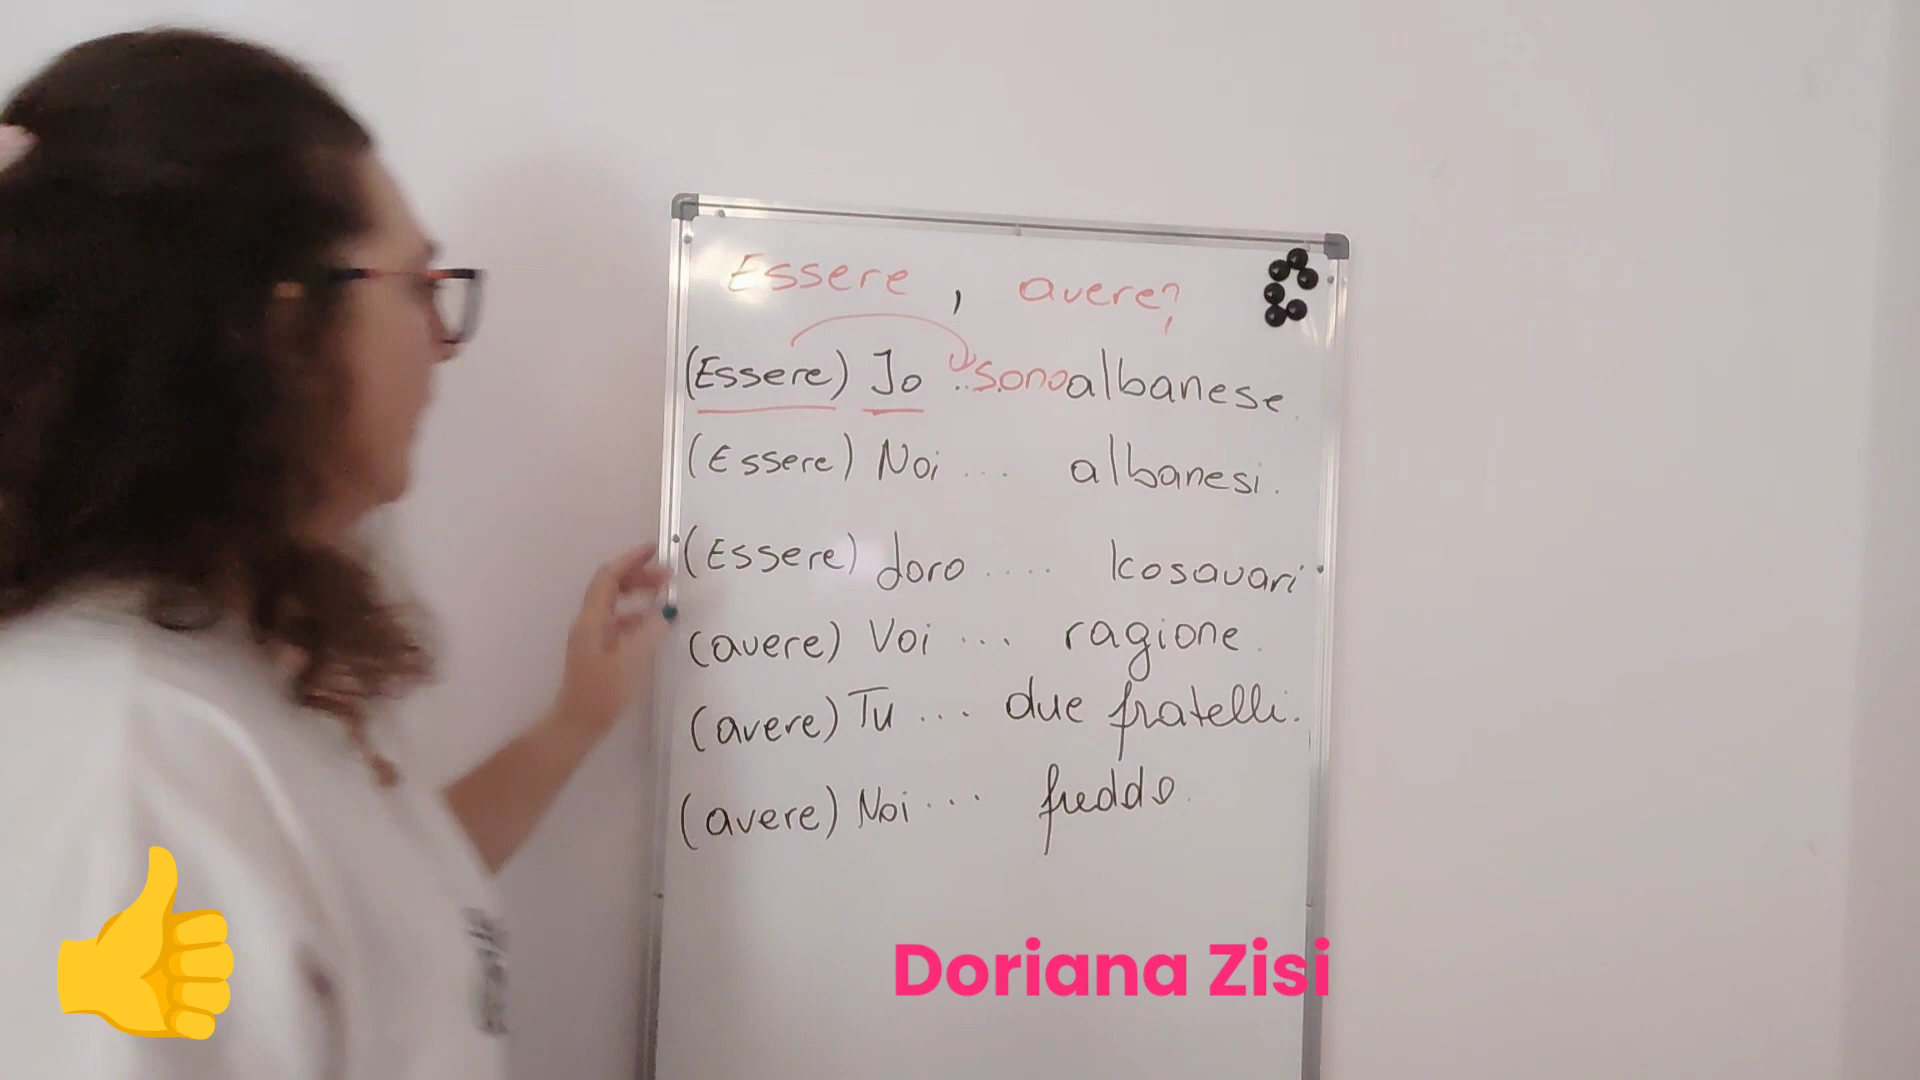 Essere, avere?
(Essere) Io ..sono albanese.
(Essere) Noi ... albanesi.
(Essere) Loro .... kosavari
(avere) Voi ... ragione.
(avere) Tu ... due fratelli.
(avere) Noi ... freddo.
Doriana Zisi